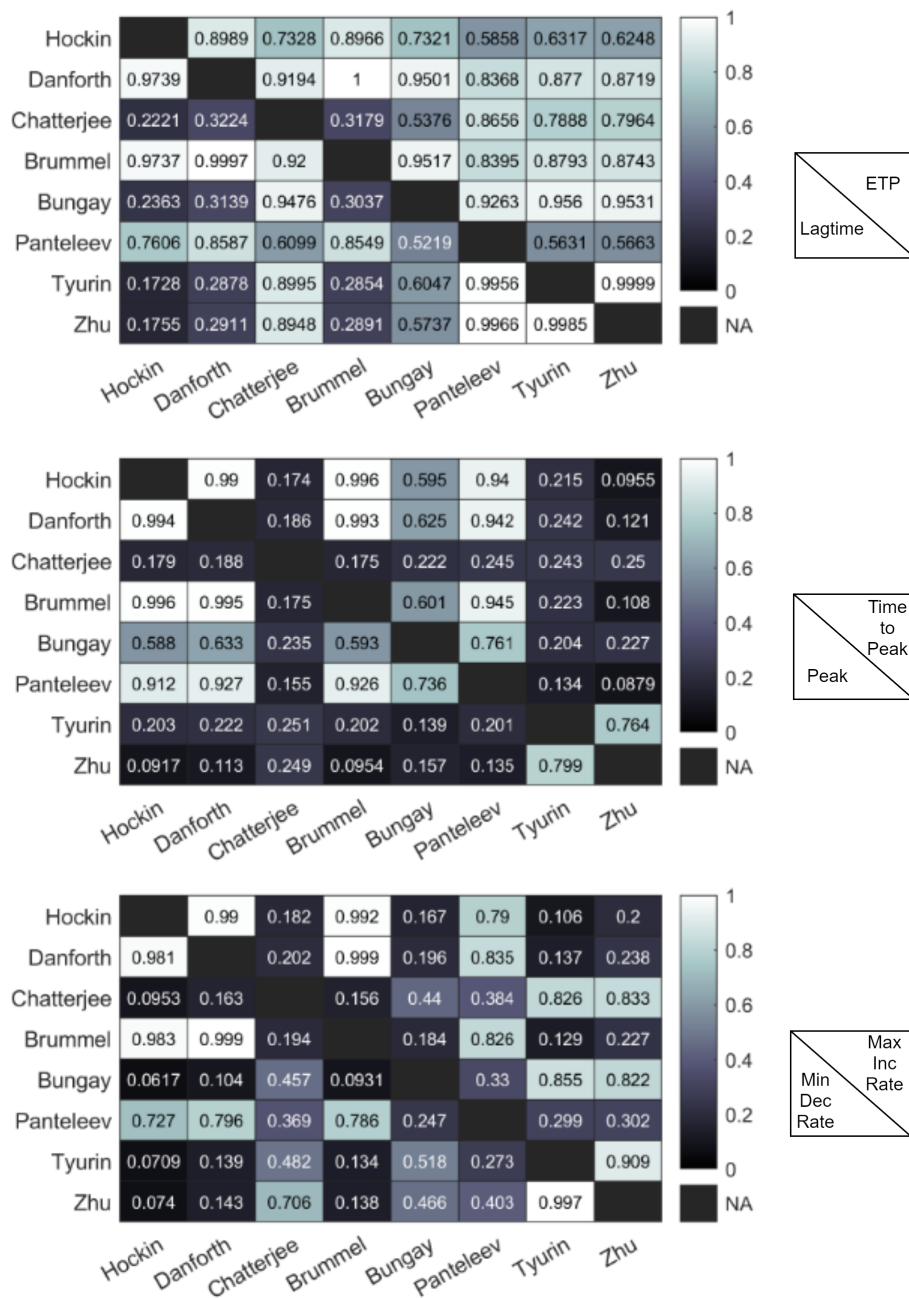 Hockin 0.8989 0.7328 0.8966 0.7321 0.5858 0.6317 0.6248
Danforth 0.9739 0.9194 1 0.9501 0.8368 0.877 0.8719
Chatterjee 0.2221 0.3224 0.3179 0.5376 0.8656 0.7888 0.7964
Brummel 0.9737 0.9997 0.92 0.9517 0.8395 0.8793 0.8743
Bungay 0.2363 0.3139 0.9476 0.3037 0.9263 0.956 0.9531
Panteleev 0.7606 0.8587 0.6099 0.8549 0.5219 0.5631 0.5663
Tyurin 0.1728 0.2878 0.8995 0.2854 0.6047 0.9956 0.9999
Zhu 0.1755 0.2911 0.8948 0.2891 0.5737 0.9966 0.9985
Hockin Danforth Chatterjee Brummel Bungay Panteleev Tyurin Zhu
1
0.8
0.6
0.4
0.2
0
NA
ETP
Lagtime
Hockin 0.99 0.174 0.996 0.595 0.94 0.215 0.0955
Danforth 0.994 0.186 0.993 0.625 0.942 0.242 0.121
Chatterjee 0.179 0.188 0.175 0.222 0.245 0.243 0.25
Brummel 0.996 0.995 0.175 0.601 0.945 0.223 0.108
Bungay 0.588 0.633 0.235 0.593 0.761 0.204 0.227
Panteleev 0.912 0.927 0.155 0.926 0.736 0.134 0.0879
Tyurin 0.203 0.222 0.251 0.202 0.139 0.201 0.764
Zhu 0.0917 0.113 0.249 0.0954 0.157 0.135 0.799
Hockin Danforth Chatterjee Brummel Bungay Panteleev Tyurin Zhu
1
0.8
0.6
0.4
0.2
0
NA
Time
to
Peak
Peak
Hockin 0.99 0.182 0.992 0.167 0.79 0.106 0.2
Danforth 0.981 0.202 0.999 0.196 0.835 0.137 0.238
Chatterjee 0.0953 0.163 0.156 0.44 0.384 0.826 0.833
Brummel 0.983 0.999 0.194 0.184 0.826 0.129 0.227
Bungay 0.0617 0.104 0.457 0.0931 0.33 0.855 0.822
Panteleev 0.727 0.796 0.369 0.786 0.247 0.299 0.302
Tyurin 0.0709 0.139 0.482 0.134 0.518 0.273 0.909
Zhu 0.074 0.143 0.706 0.138 0.466 0.403 0.997
Hockin Danforth Chatterjee Brummel Bungay Panteleev Tyurin Zhu
1
0.8
0.6
0.4
0.2
0
NA
Max
Inc
Rate
Min
Dec
Rate